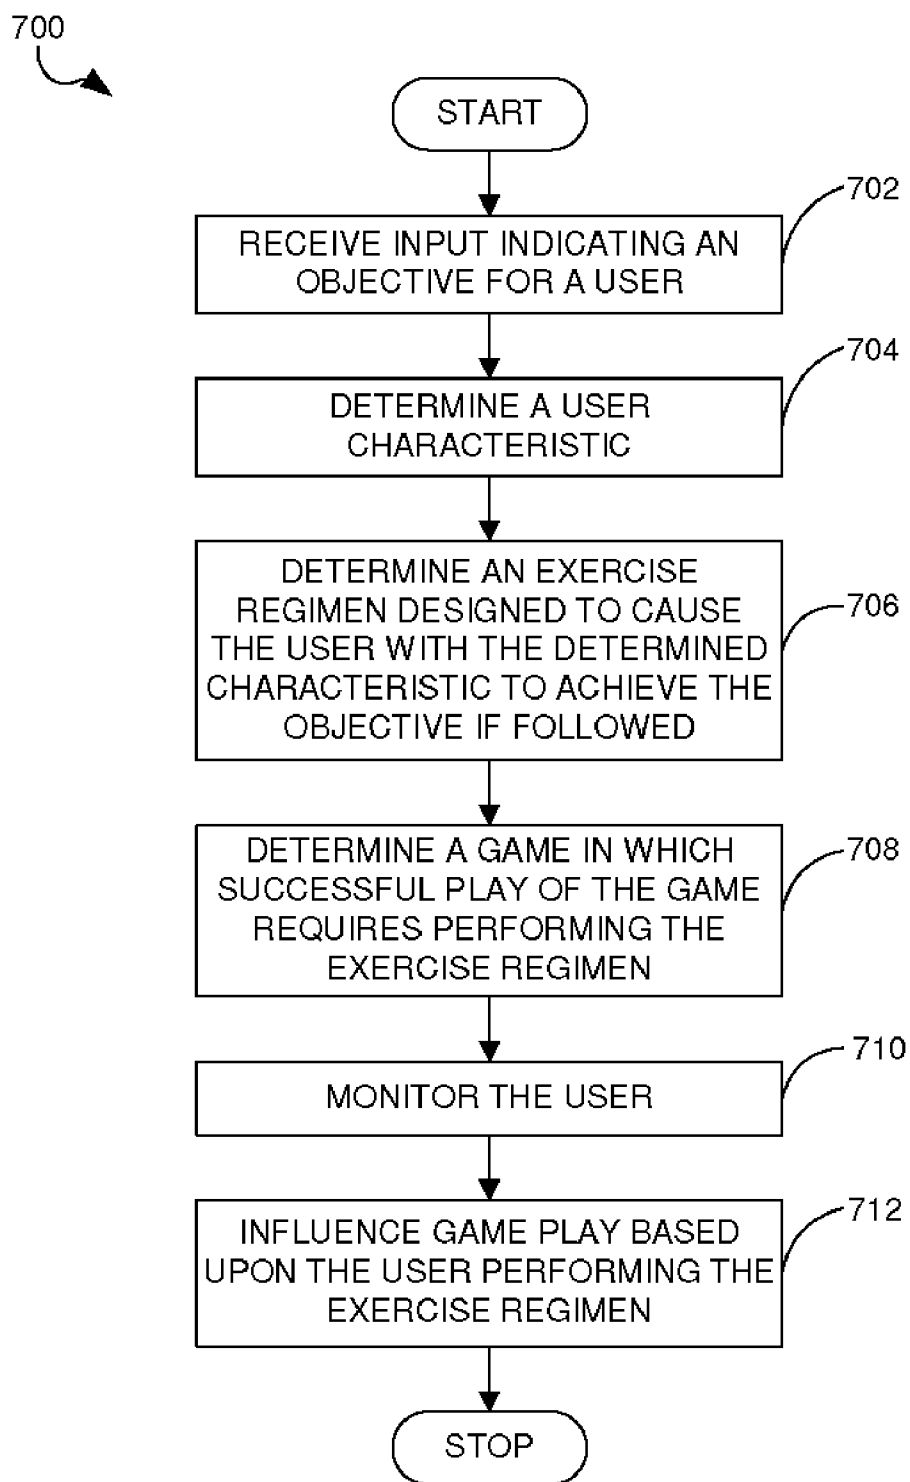 700
START
702
RECEIVE INPUT INDICATING AN
OBJECTIVE FOR A USER
704
DETERMINE A USER
CHARACTERISTIC
DETERMINE AN EXERCISE
REGIMEN DESIGNED TO CAUSE
706
THE USER WITH THE DETERMINED
CHARACTERISTIC TO ACHIEVE THE
OBJECTIVE IF FOLLOWED
DETERMINE A GAME IN WHICH
708
SUCCESSFUL PLAY OF THE GAME
REQUIRES PERFORMING THE
EXERCISE REGIMEN
710
MONITOR THE USER
712
INFLUENCE GAME PLAY BASED
UPON THE USER PERFORMING THE
EXERCISE REGIMEN
STOP